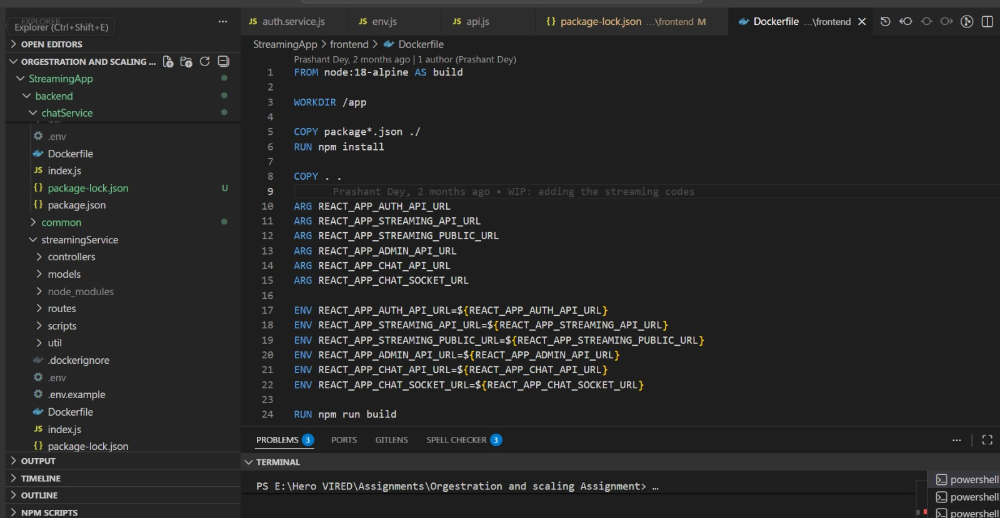 EXPLORER
Explorer (Ctrl+Shift+E)
OPEN EDITORS
ORGESTRATION AND SCALING ...
StreamingApp
backend
chatService
.env
Dockerfile
index.js
package-lock.json U
package.json
common
streamingService
controllers
models
node_modules
routes
scripts
util
.dockerignore
.env
.env.example
Dockerfile
index.js
package-lock.json
OUTPUT
TIMELINE
OUTLINE
NPM SCRIPTS
JS auth.service.js JS env.js JS api.js {} package-lock.json ...\frontend M Dockerfile ...\frontend
StreamingApp > frontend > Dockerfile
Prashant Dey, 2 months ago | 1 author (Prashant Dey)
1 FROM node:18-alpine AS build
2
3 WORKDIR /app
4
5 COPY package*.json ./
6 RUN npm install
7
8 COPY . .
9 Prashant Dey, 2 months ago • WIP: adding the streaming codes
10 ARG REACT_APP_AUTH_API_URL
11 ARG REACT_APP_STREAMING_API_URL
12 ARG REACT_APP_STREAMING_PUBLIC_URL
13 ARG REACT_APP_ADMIN_API_URL
14 ARG REACT_APP_CHAT_API_URL
15 ARG REACT_APP_CHAT_SOCKET_URL
16
17 ENV REACT_APP_AUTH_API_URL=${REACT_APP_AUTH_API_URL}
18 ENV REACT_APP_STREAMING_API_URL=${REACT_APP_STREAMING_API_URL}
19 ENV REACT_APP_STREAMING_PUBLIC_URL=${REACT_APP_STREAMING_PUBLIC_URL}
20 ENV REACT_APP_ADMIN_API_URL=${REACT_APP_ADMIN_API_URL}
21 ENV REACT_APP_CHAT_API_URL=${REACT_APP_CHAT_API_URL}
22 ENV REACT_APP_CHAT_SOCKET_URL=${REACT_APP_CHAT_SOCKET_URL}
23
24 RUN npm run build
PROBLEMS 3 PORTS GITLENS SPELL CHECKER 3
TERMINAL
PS E:\Hero VIRED\Assignments\Orgestration and scaling Assignment> …
powershell
powershell
powershell